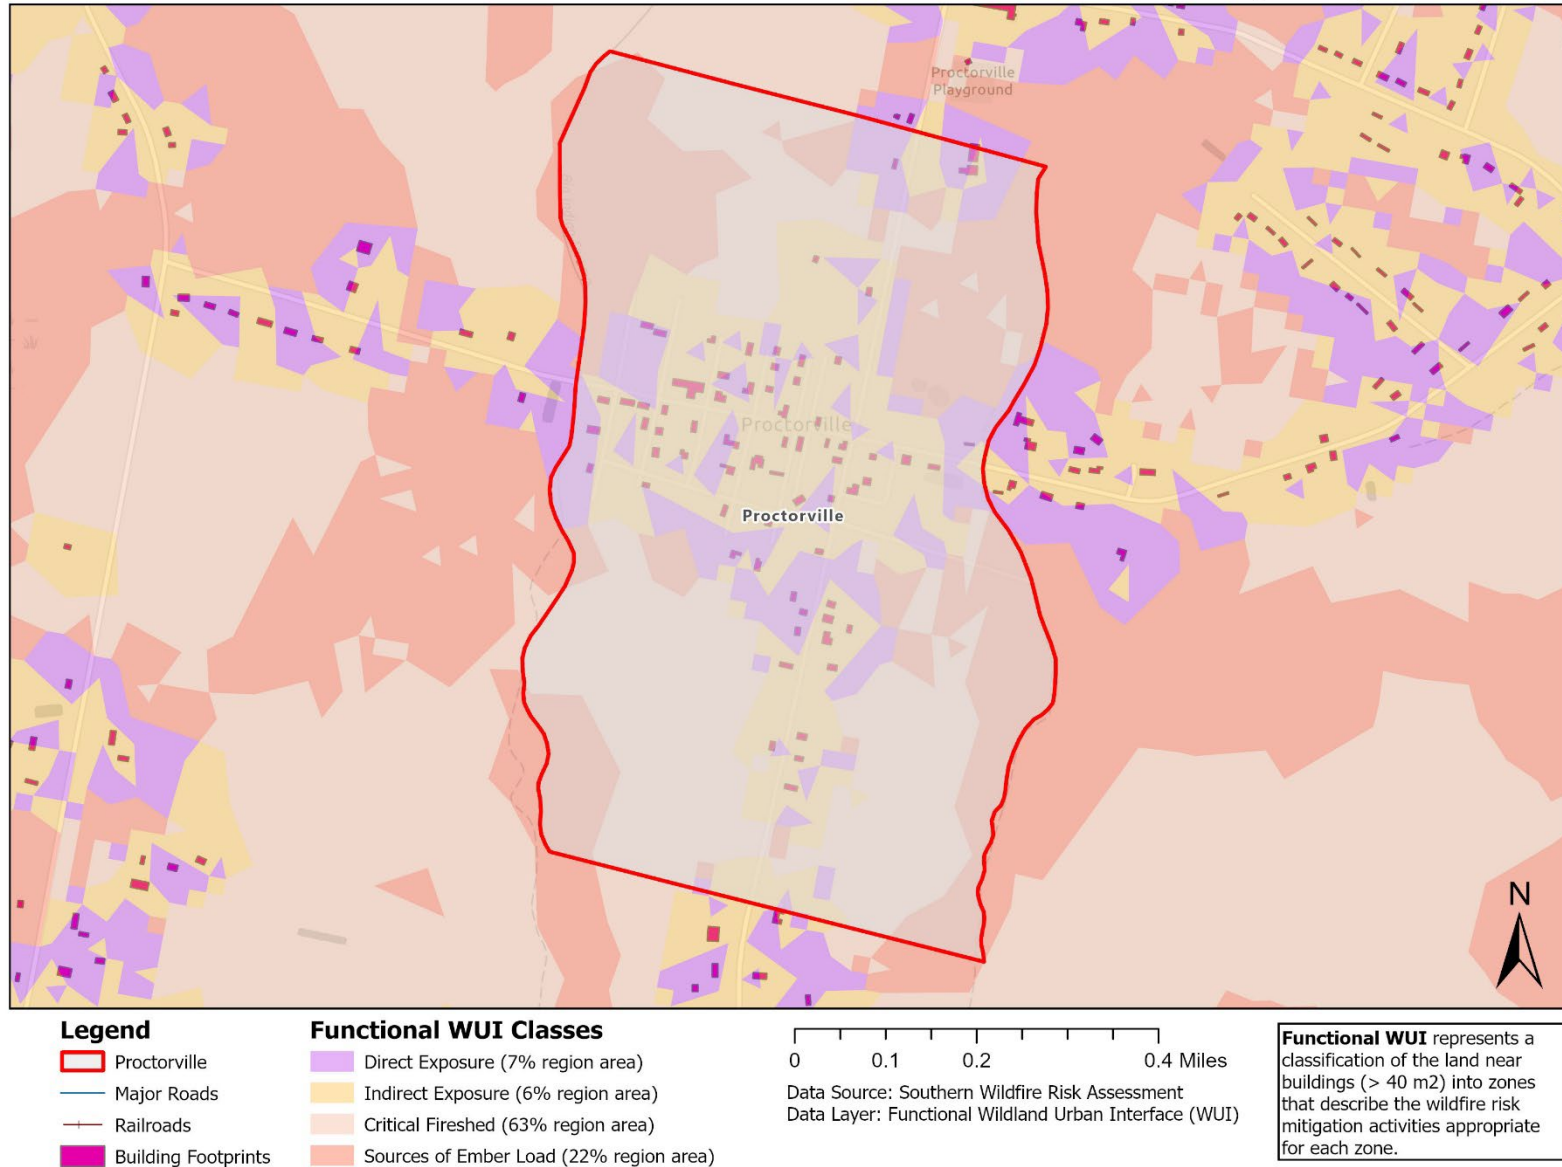 Proctorville
Playground
Proctorville
Proctorville
N
Legend
Proctorville
Major Roads
Railroads
Building Footprints
Functional WUI Classes
Direct Exposure (7% region area)
Indirect Exposure (6% region area)
Critical Fireshed (63% region area)
Sources of Ember Load (22% region area)
0 0.1 0.2 0.4 Miles
Data Source: Southern Wildfire Risk Assessment
Data Layer: Functional Wildland Urban Interface (WUI)
Functional WUI represents a
classification of the land near
buildings (> 40 m2) into zones
that describe the wildfire risk
mitigation activities appropriate
for each zone.